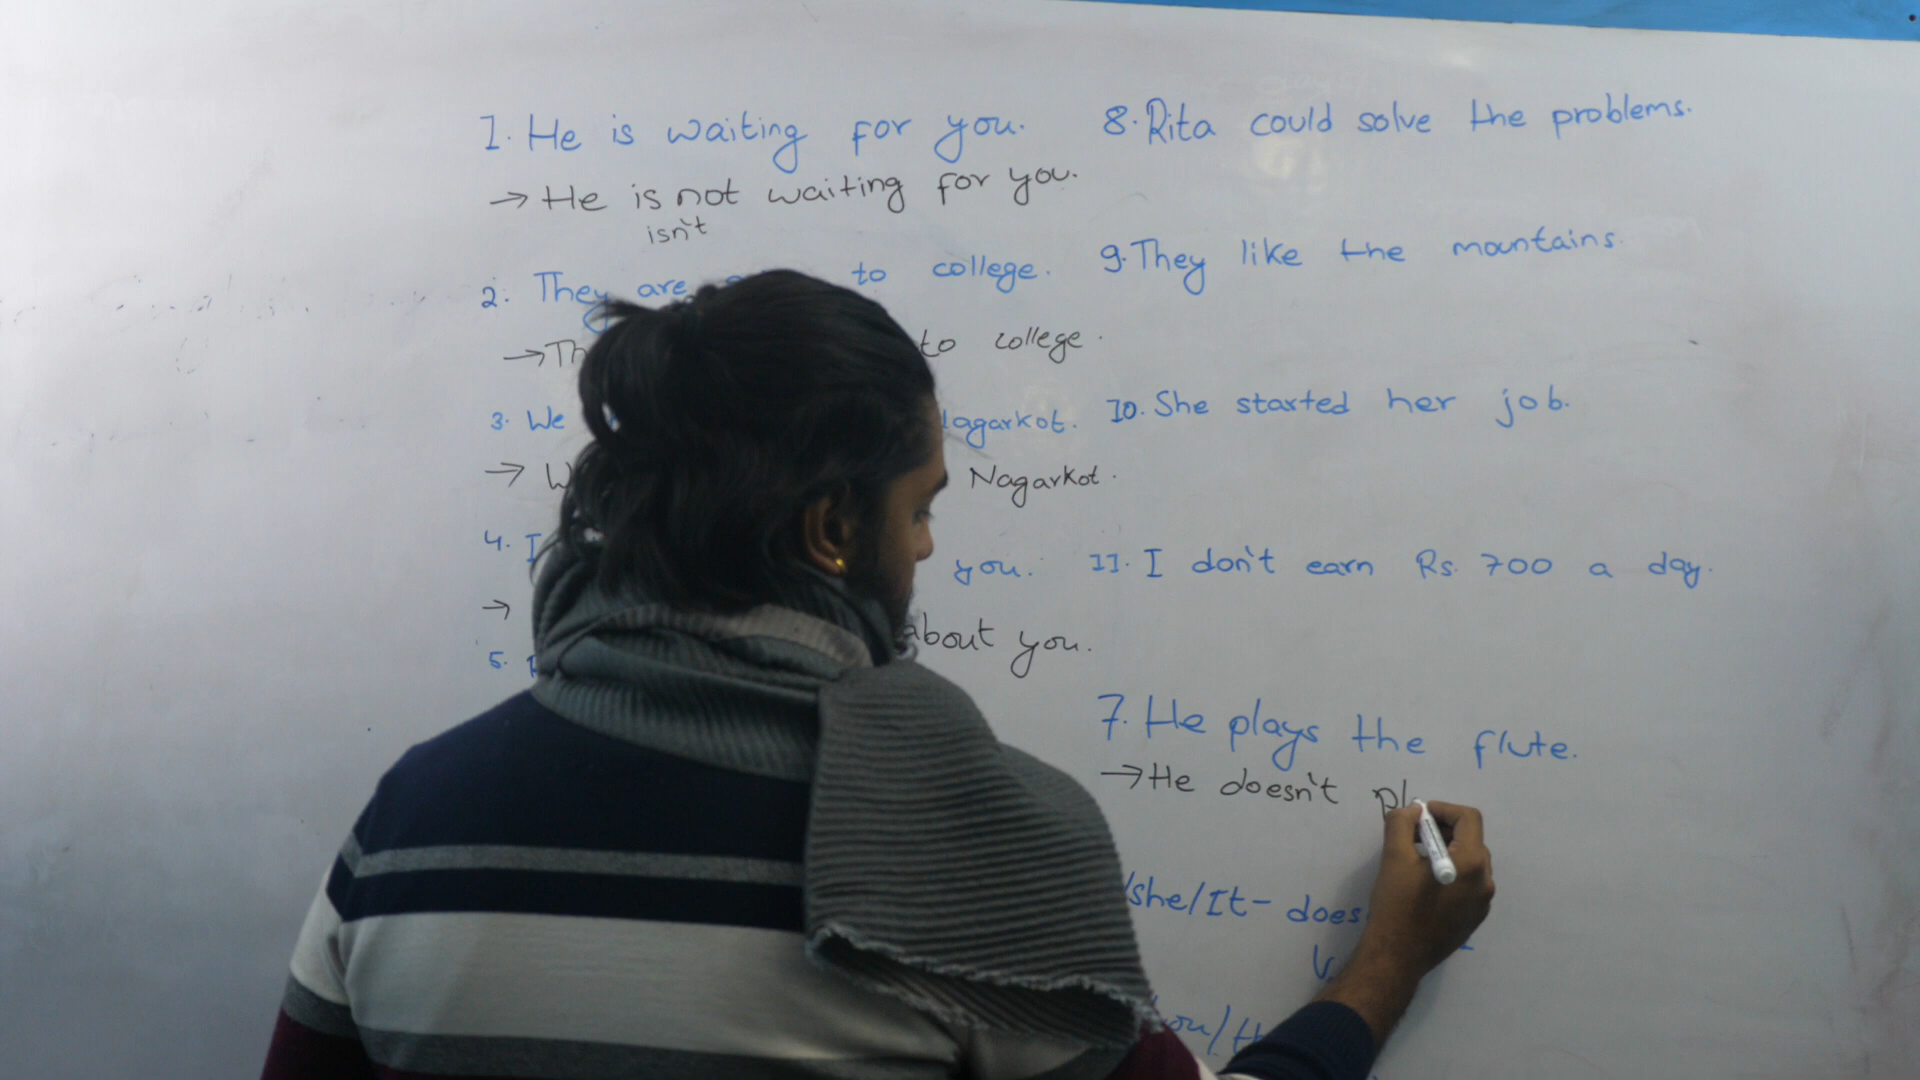 1. He is waiting for you.
→ He is not waiting for you.
isn't
2. They are to college.
→ to college.
3. We Nagarkot.
→ Nagarkot.
4. I you.
→ about you.
5.
8. Rita could solve the problems.
9. They like the mountains.
10. She started her job.
11. I don't earn Rs. 700 a day.
7. He plays the flute.
→ He doesn't pl
/she/It - does